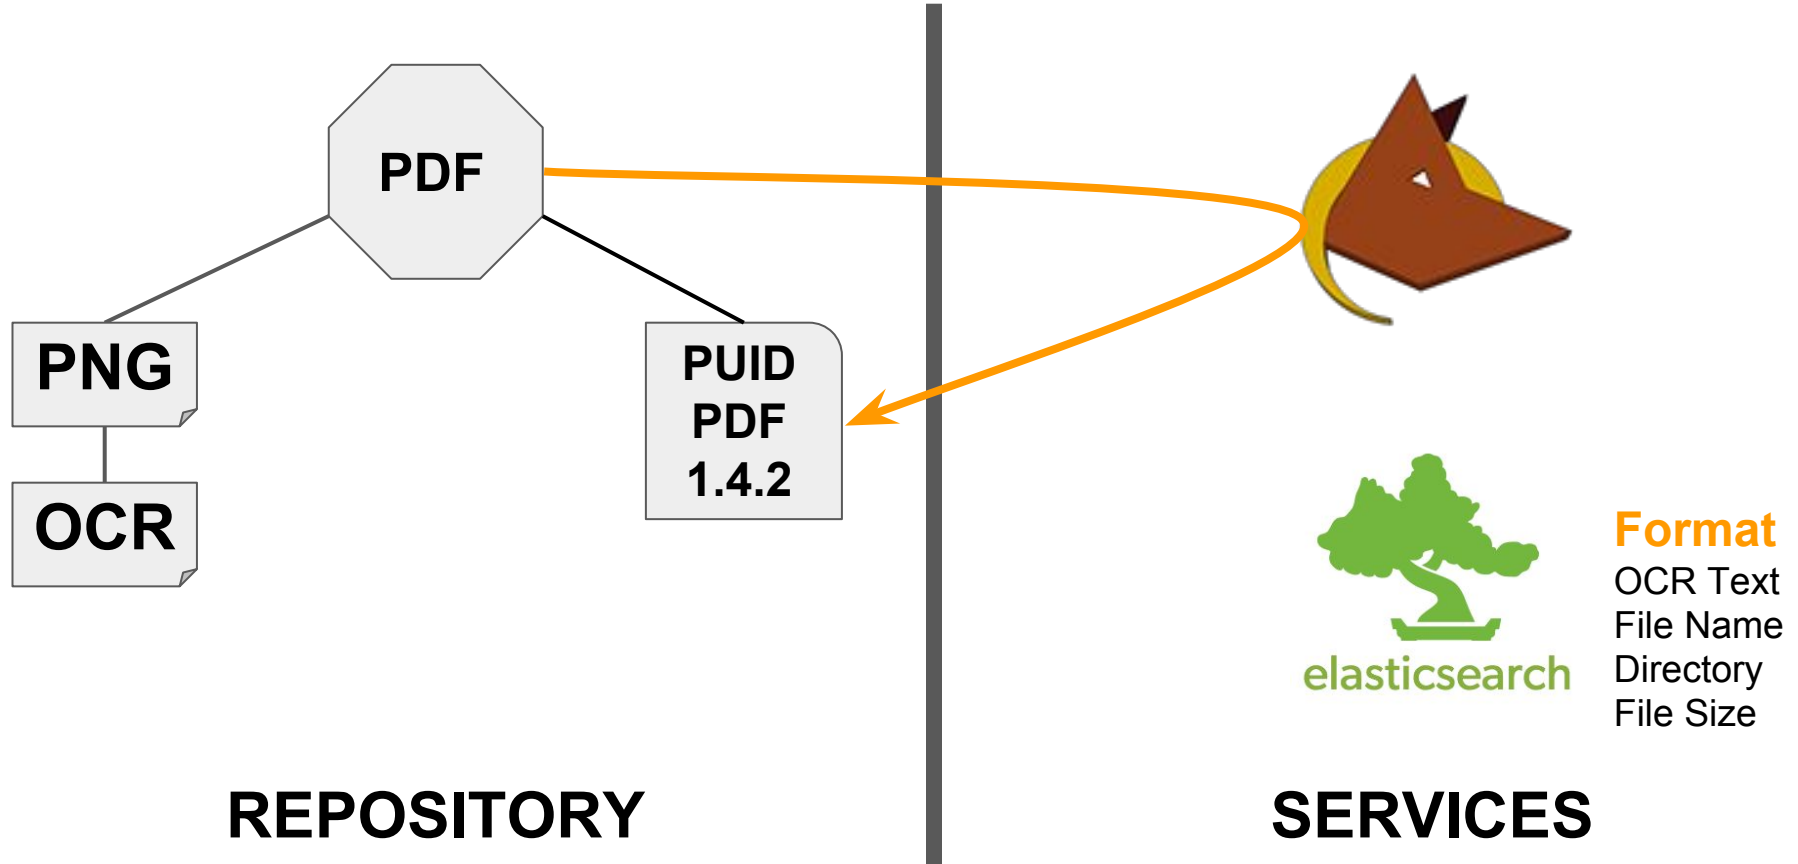 PDF
PNG
OCR
PUID
PDF
1.4.2
REPOSITORY
elasticsearch
Format
OCR Text
File Name
Directory
File Size
SERVICES